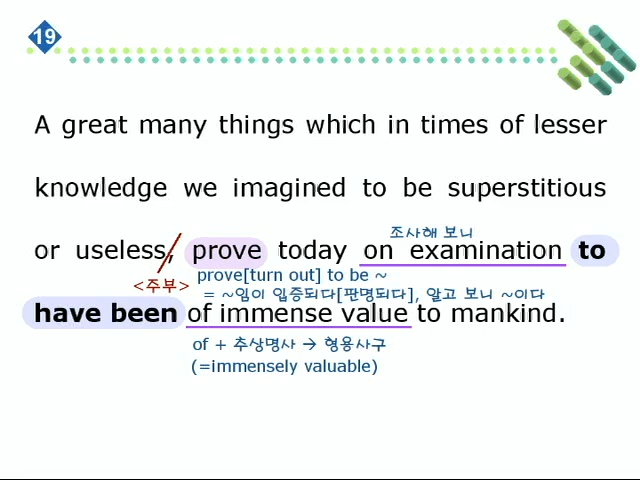 19
A great many things which in times of lesser
knowledge we imagined to be superstitious
조사해 보니
or useless, prove today on examination to
<주부> prove[turn out] to be ~
= ~임이 입증되다[판명되다], 알고 보니 ~이다
have been of immense value to mankind.
of + 추상명사 → 형용사구
(=immensely valuable)